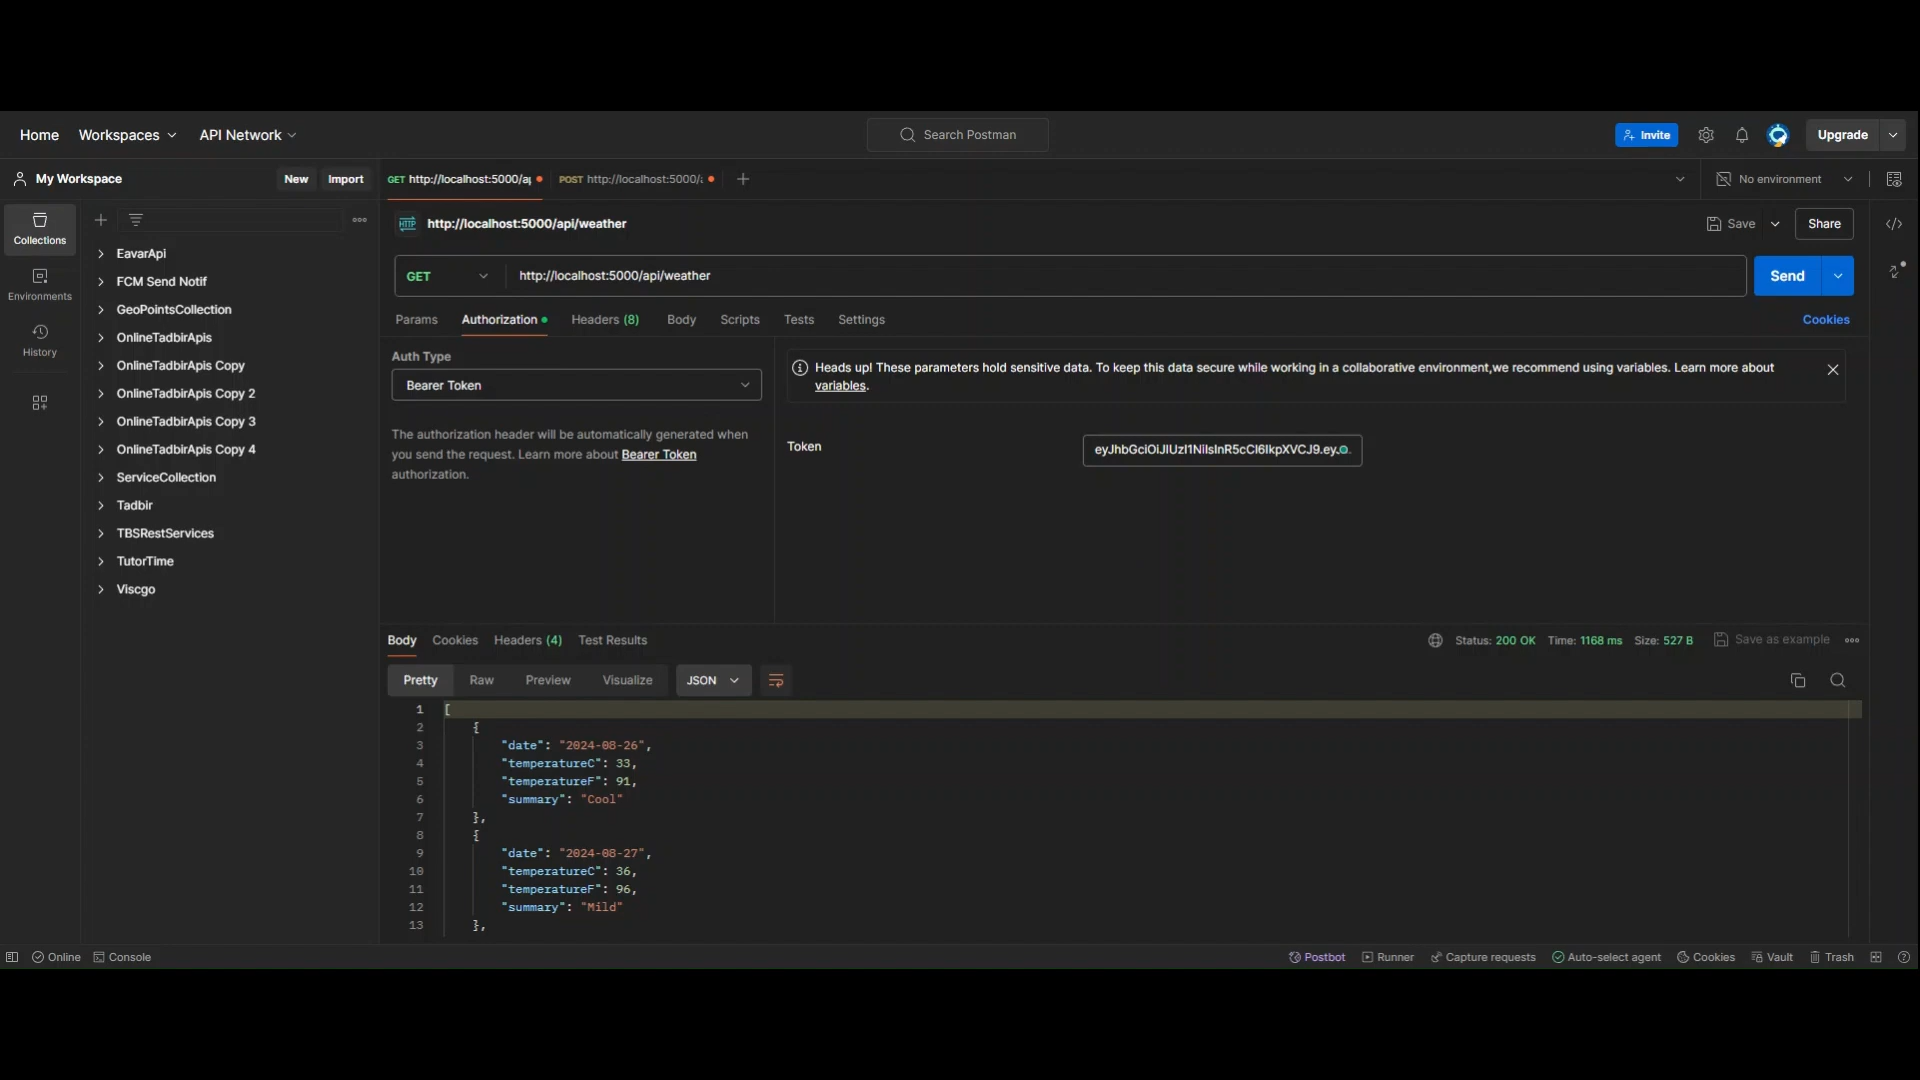 Home Workspaces API Network Search Postman Invite Upgrade
My Workspace New Import GET http://localhost:5000/ap POST http://localhost:5000/ No environment
Collections
Environments
History
EavarApi
FCM Send Notif
GeoPointsCollection
OnlineTadbirApis
OnlineTadbirApis Copy
OnlineTadbirApis Copy 2
OnlineTadbirApis Copy 3
OnlineTadbirApis Copy 4
ServiceCollection
Tadbir
TBSRestServices
TutorTime
Viscgo
HTTP http://localhost:5000/api/weather Save Share
GET http://localhost:5000/api/weather Send
Params Authorization Headers (8) Body Scripts Tests Settings Cookies
Auth Type
Bearer Token
The authorization header will be automatically generated when
you send the request. Learn more about Bearer Token
authorization.
Heads up! These parameters hold sensitive data. To keep this data secure while working in a collaborative environment,we recommend using variables. Learn more about
variables.
Token
Body Cookies Headers (4) Test Results Status: 200 OK Time: 1168 ms Size: 527 B Save as example
Pretty Raw Preview Visualize JSON
1 [
2 {
3 "date": "2024-08-26",
4 "temperatureC": 33,
5 "temperatureF": 91,
6 "summary": "Cool"
7 },
8 {
9 "date": "2024-08-27",
10 "temperatureC": 36,
11 "temperatureF": 96,
12 "summary": "Mild"
13 },
Online Console Postbot Runner Capture requests Auto-select agent Cookies Vault Trash